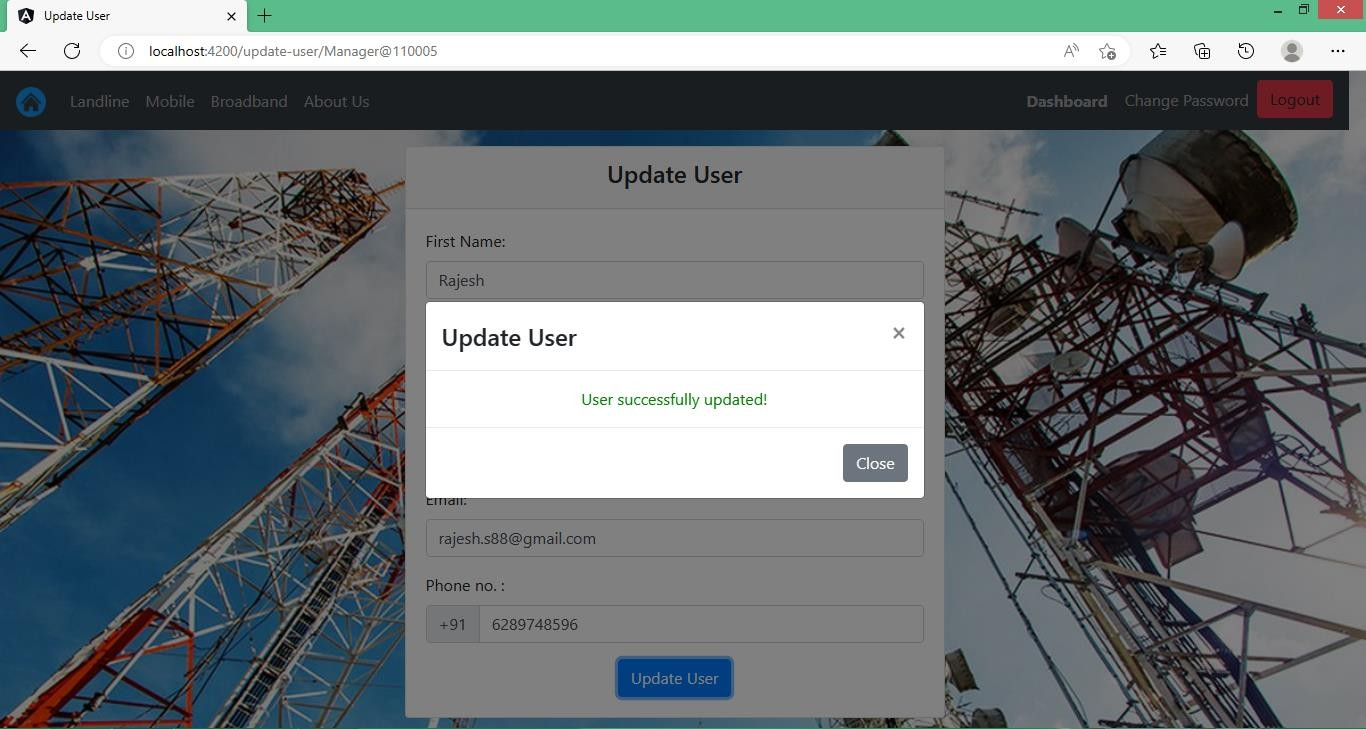 Update User
localhost:4200/update-user/Manager@110005
Landline Mobile Broadband About Us Dashboard Change Password Logout
Update User
First Name:
Rajesh
Update User
×
User successfully updated!
Close
Email:
rajesh.s88@gmail.com
Phone no. :
+91 6289748596
Update User